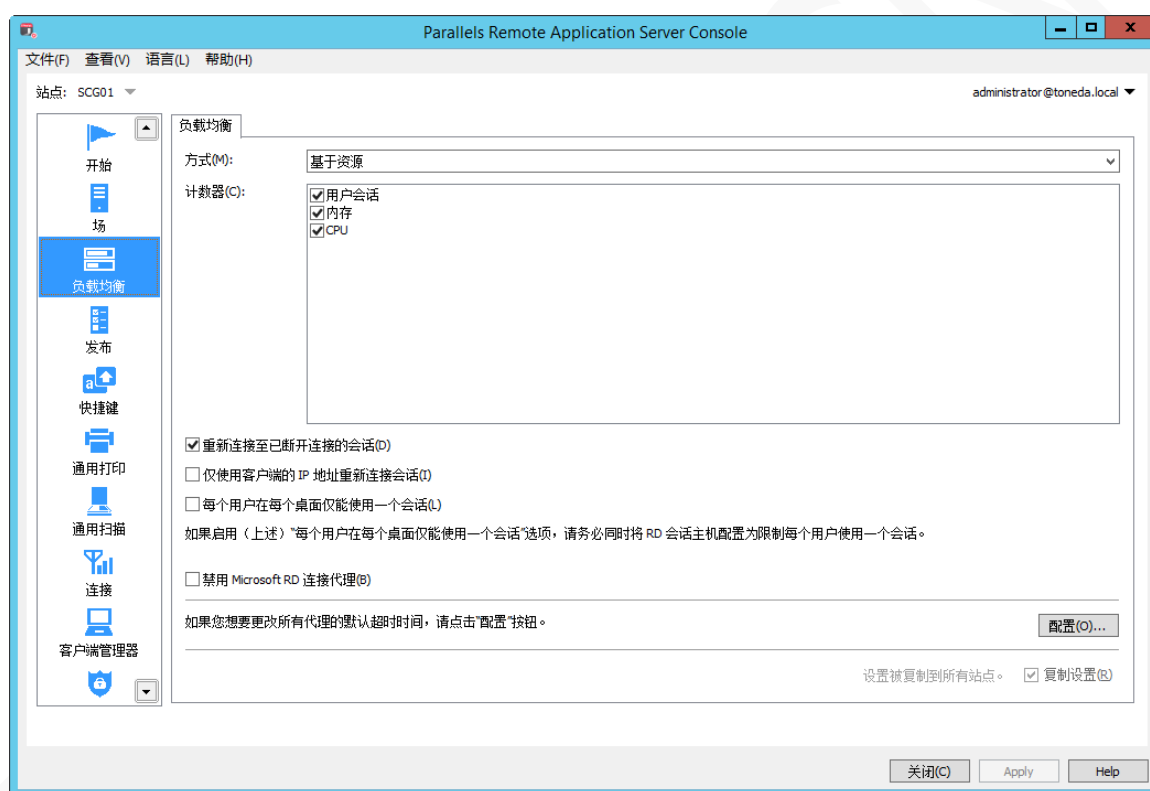 Parallels Remote Application Server Console
文件(F) 查看(V) 语言(L) 帮助(H)
站点: SCG01
administrator@toneda.local
开始
场
负载均衡
发布
快捷键
通用打印
通用扫描
连接
客户端管理器
负载均衡
方式(M):
基于资源
计数器(C):
用户会话
内存
CPU
重新连接至已断开连接的会话(D)
仅使用客户端的 IP 地址重新连接会话(I)
每个用户在每个桌面仅能使用一个会话(L)
如果启用（上述）"每个用户在每个桌面仅能使用一个会话"选项，请务必同时将 RD 会话主机配置为限制每个用户使用一个会话。
禁用 Microsoft RD 连接代理(B)
如果您想要更改所有代理的默认超时时间，请点击"配置"按钮。
配置(O)...
设置被复制到所有站点。 复制设置(R)
关闭(C) Apply Help